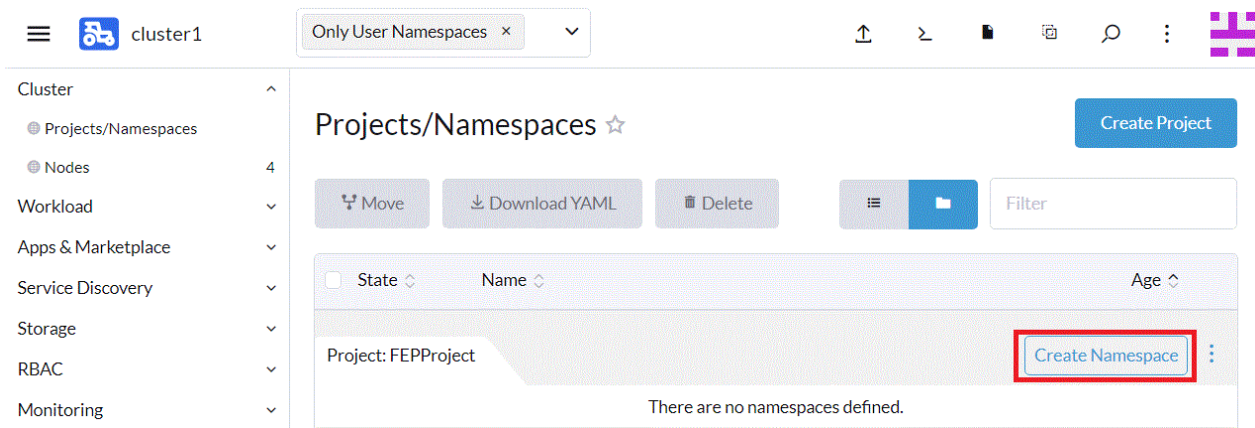 cluster1
Only User Namespaces ×
Cluster
Projects/Namespaces
Nodes 4
Workload
Apps & Marketplace
Service Discovery
Storage
RBAC
Monitoring
Projects/Namespaces
Create Project
Move
Download YAML
Delete
Filter
State Name Age
Project: FEPProject
Create Namespace
There are no namespaces defined.